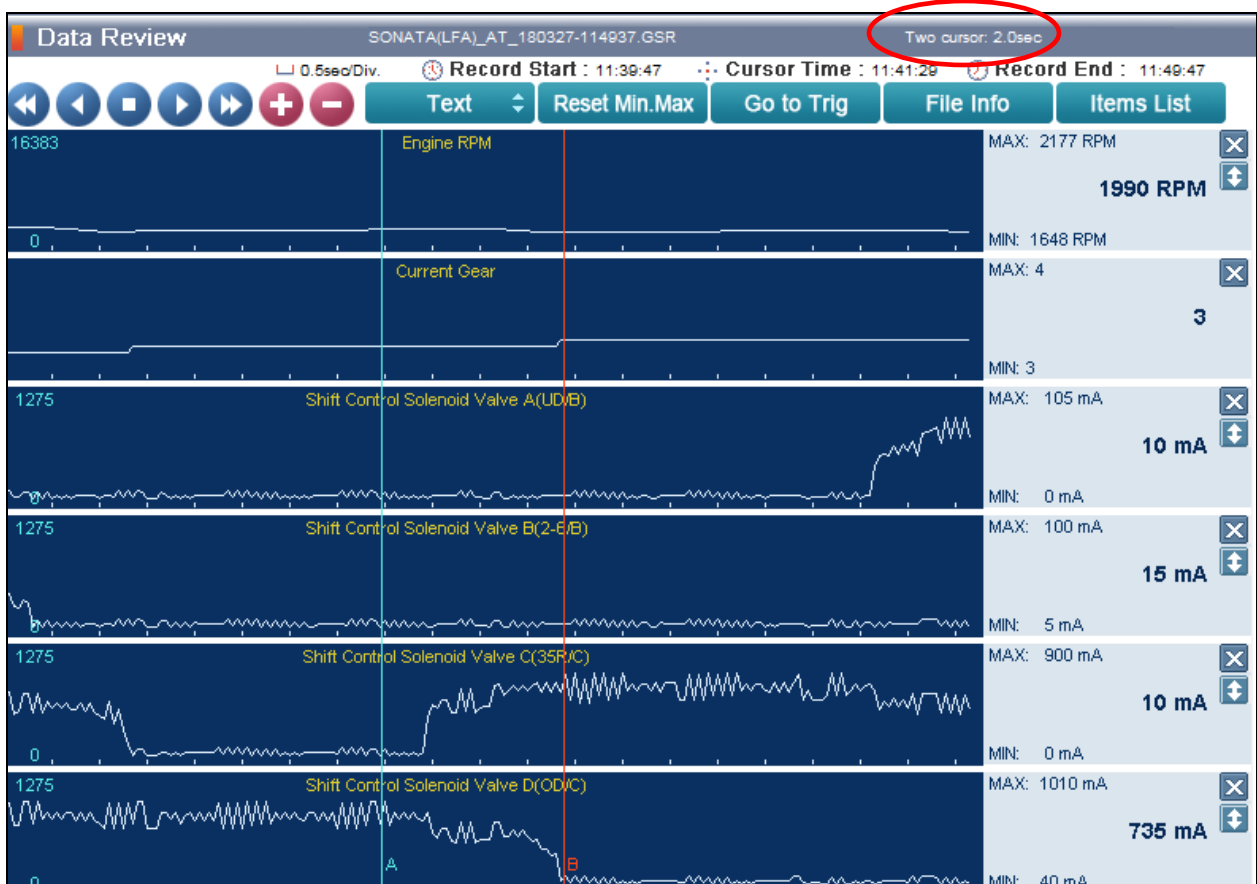 Data Review SONATA(LFA)_AT_180327-114937.GSR Two cursor: 2.0sec
0.5sec/Div. Record Start : 11:39:47 Cursor Time : 11:41:29 Record End : 11:49:47
Text Reset Min.Max Go to Trig File Info Items List
16383 Engine RPM MAX: 2177 RPM
1990 RPM
0 MIN: 1648 RPM
Current Gear MAX: 4
3
MIN: 3
1275 Shift Control Solenoid Valve A(UD/B) MAX: 105 mA
10 mA
0 MIN: 0 mA
1275 Shift Control Solenoid Valve B(2-6/B) MAX: 100 mA
15 mA
0 MIN: 5 mA
1275 Shift Control Solenoid Valve C(35R/C) MAX: 900 mA
10 mA
0 MIN: 0 mA
1275 Shift Control Solenoid Valve D(OD/C) MAX: 1010 mA
735 mA
A B
0 MIN: 40 mA